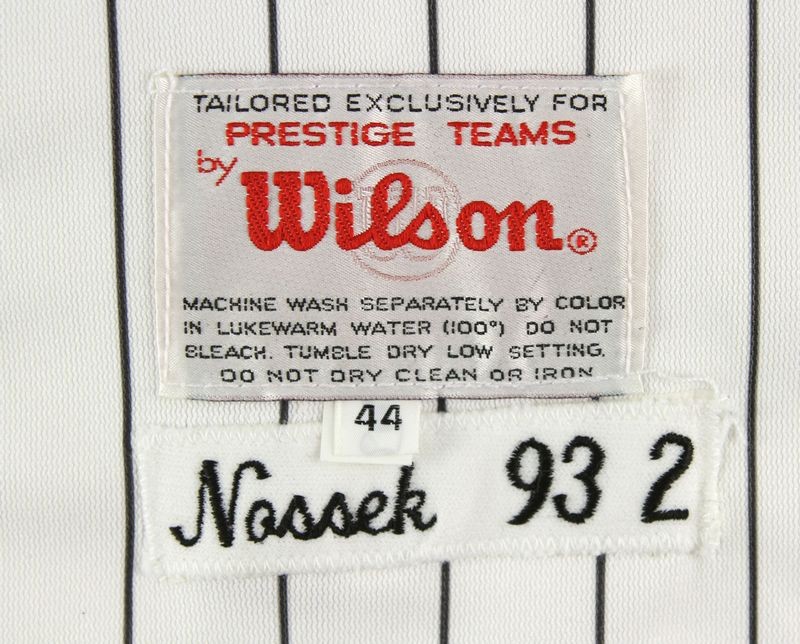 TAILORED EXCLUSIVELY FOR
PRESTIGE TEAMS
by
Wilson®
MACHINE WASH SEPARATELY BY COLOR
IN LUKEWARM WATER (100°) DO NOT
BLEACH. TUMBLE DRY LOW SETTING.
DO NOT DRY CLEAN OR IRON
44
Nossek 93 2